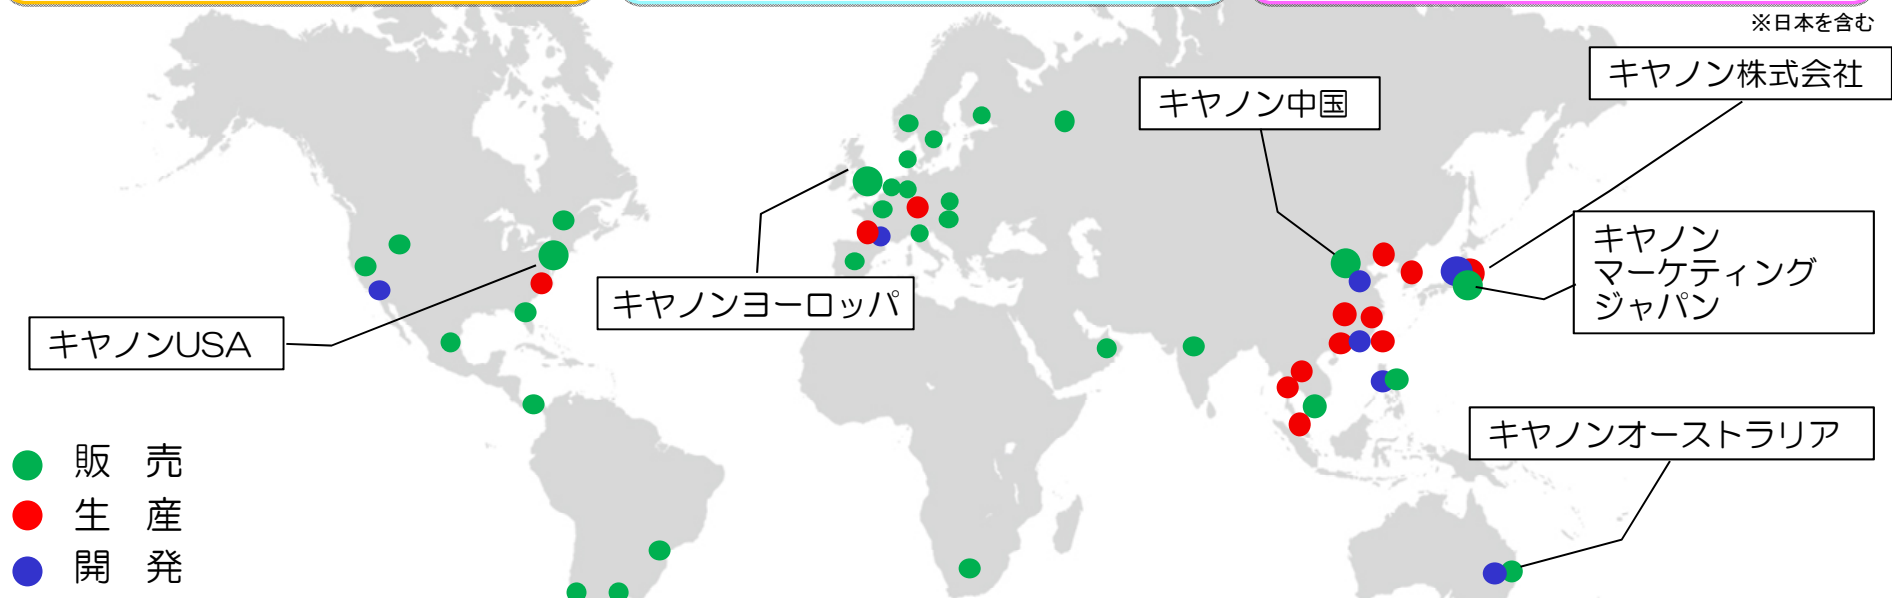 ※日本を含む
キヤノン株式会社
キヤノン中国
キヤノン
マーケティング
ジャパン
キヤノンヨーロッパ
キヤノンUSA
キヤノンオーストラリア
販　売
生　産
開　発